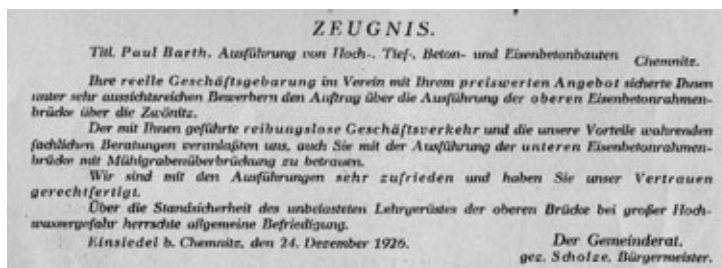 ZEUGNIS.
Titl. Paul Barth, Ausführung von Hoch-, Tief-, Beton- und Eisenbetonbauten Chemnitz.
Ihre reelle Geschäftsgebarung im Verein mit Ihrem preiswerten Angebot sicherte Ihnen
unter sehr aussichtsreichen Bewerbern den Auftrag über die Ausführung der oberen Eisenbetonrahmen-
brücke über die Zwönitz.
Der mit Ihnen geführte reibungslose Geschäftsverkehr und die unsere Vorteile wahrenden
fachlichen Beratungen veranlaßten uns, auch Sie mit der Ausführung der unteren Eisenbetonrahmen-
brücke mit Mühlgrabenüberbrückung zu betrauen.
Wir sind mit den Ausführungen sehr zufrieden und haben Sie unser Vertrauen
gerechtfertigt.
Über die Standsicherheit des unbelasteten Lehrgerüstes der oberen Brücke bei großer Hoch-
wassergefahr herrschte allgemeine Befriedigung.
Einsiedel b. Chemnitz, den 24. Dezember 1926. Der Gemeinderat.
gez. Scholze, Bürgermeister.